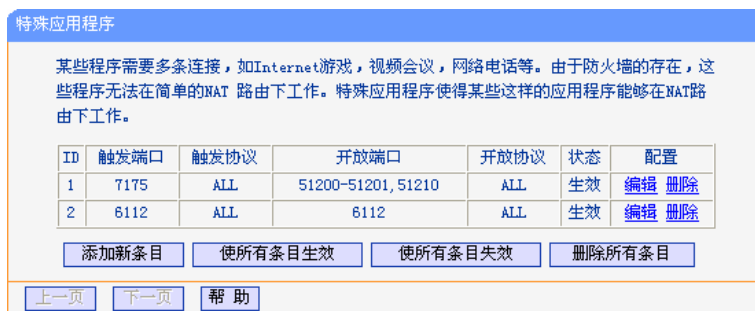 特殊应用程序
某些程序需要多条连接，如Internet游戏，视频会议，网络电话等。由于防火墙的存在，这
些程序无法在简单的NAT 路由下工作。特殊应用程序使得某些这样的应用程序能够在NAT路
由下工作。
ID 触发端口 触发协议 开放端口 开放协议 状态 配置
1 7175 ALL 51200-51201,51210 ALL 生效 编辑 删除
2 6112 ALL 6112 ALL 生效 编辑 删除
添加新条目 使所有条目生效 使所有条目失效 删除所有条目
上一页 下一页 帮 助